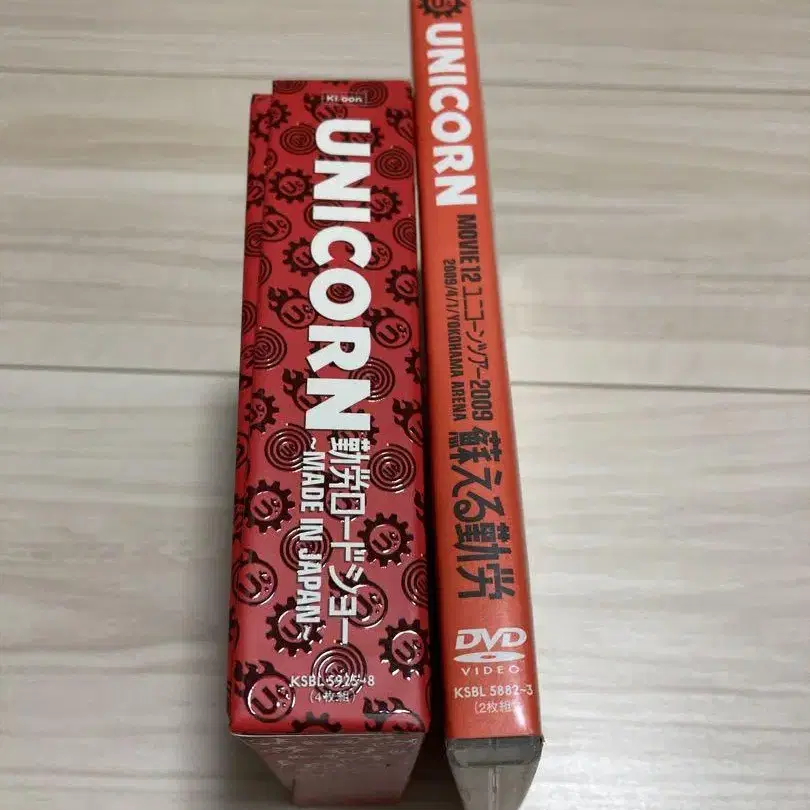 Ki/oon
UNICORN
勤労ロードショー
~MADE IN JAPAN~
KSBL 5925~8
(4枚組)
UNICORN
MOVIE 12 ユニコーンツアー2009
2009/4/1/YOKOHAMA ARENA
蘇える勤労
DVD
VIDEO
KSBL 5882~3
(2枚組)